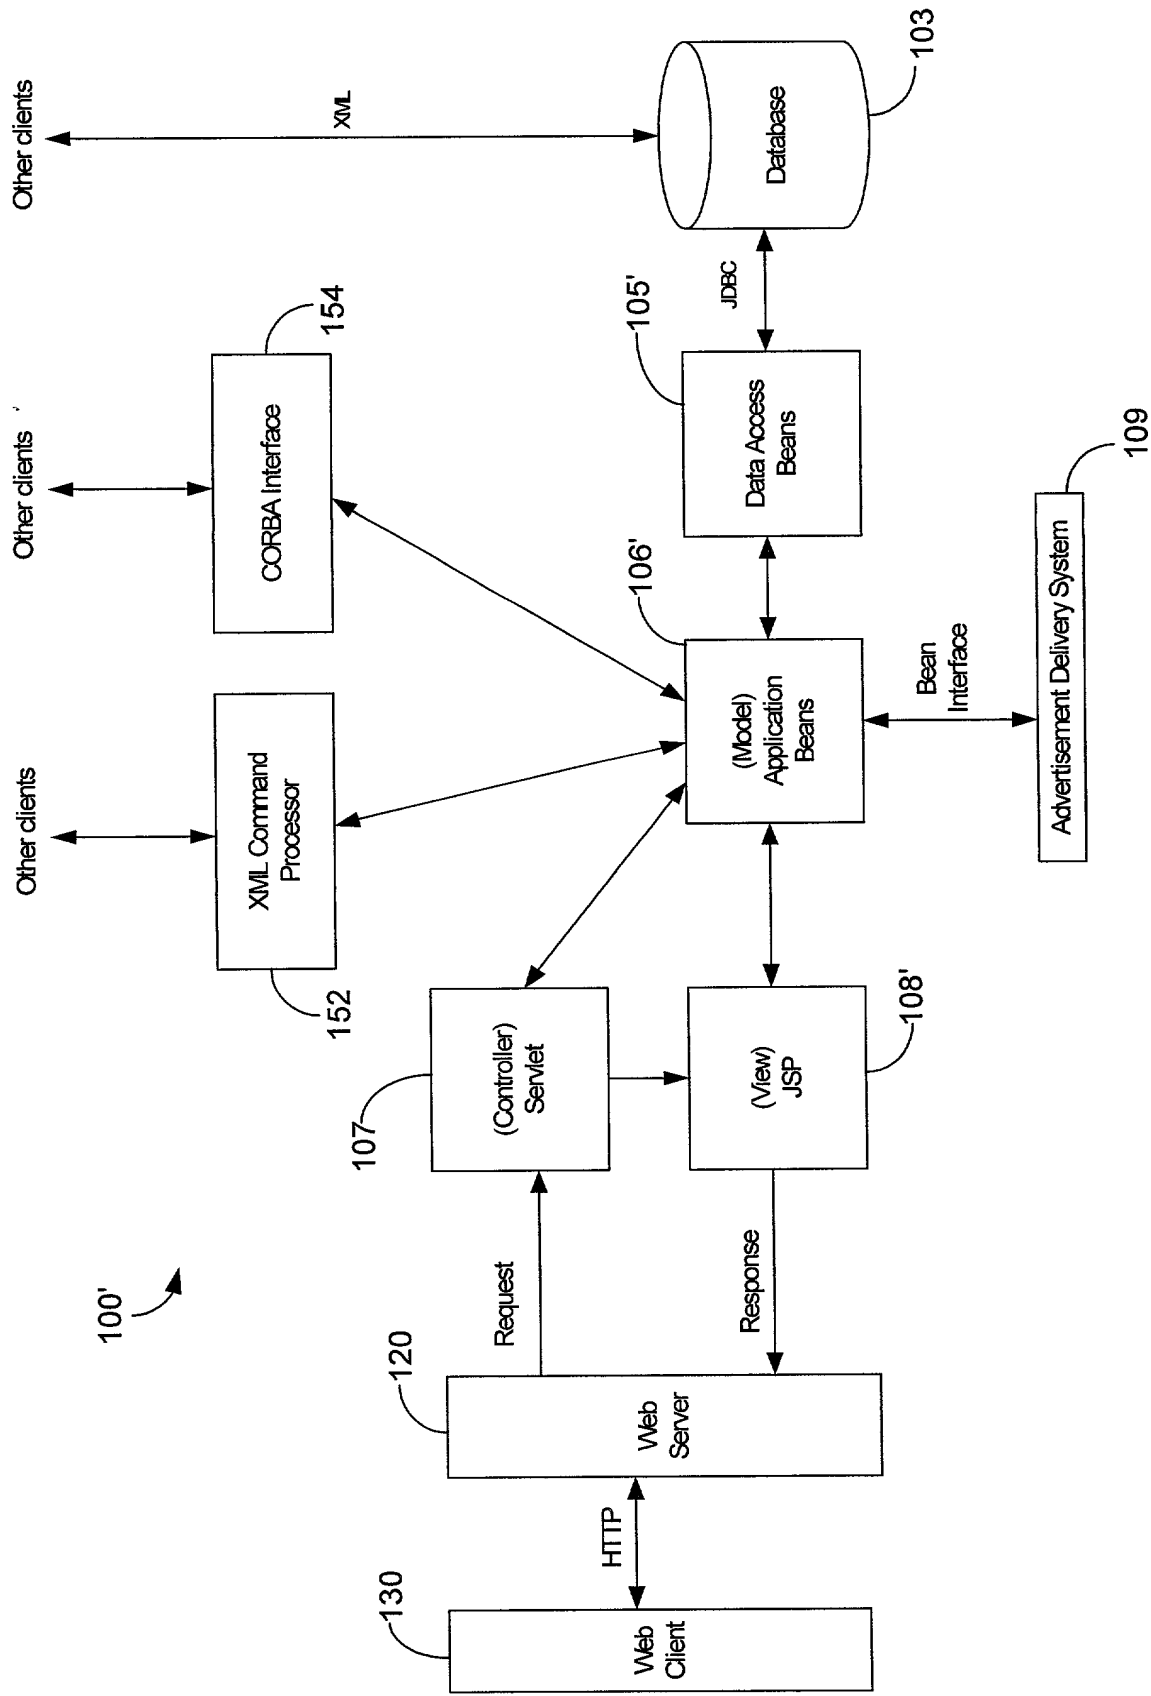 Other clients
Other clients
Other clients
XML
152
XML Command
Processor
154
CORBA Interface
100'
107
(Controller)
Servlet
106'
(Model)
Application
Beans
105'
Data Access
Beans
JDBC
Database
103
130
Web
Client
HTTP
120
Web
Server
Request
Response
(View)
JSP
108'
Bean
Interface
Advertisement Delivery System
109